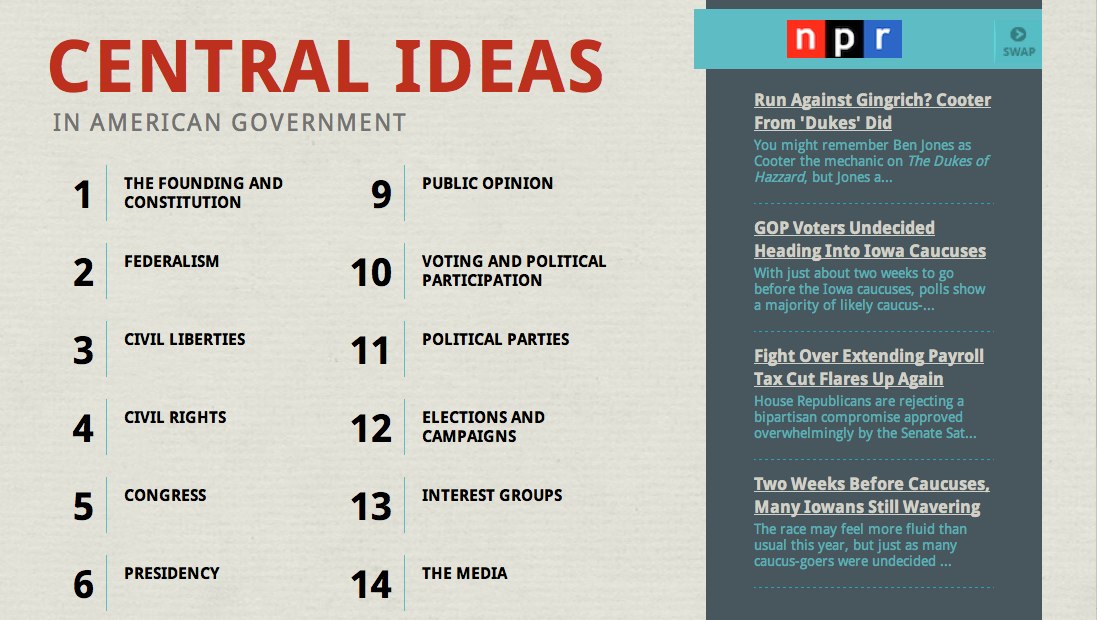 CENTRAL IDEAS
IN AMERICAN GOVERNMENT
1
THE FOUNDING AND
CONSTITUTION
2
FEDERALISM
3
CIVIL LIBERTIES
4
CIVIL RIGHTS
5
CONGRESS
6
PRESIDENCY
9
PUBLIC OPINION
10
VOTING AND POLITICAL
PARTICIPATION
11
POLITICAL PARTIES
12
ELECTIONS AND
CAMPAIGNS
13
INTEREST GROUPS
14
THE MEDIA
npr
SWAP
Run Against Gingrich? Cooter
From 'Dukes' Did
You might remember Ben Jones as
Cooter the mechanic on The Dukes of
Hazzard, but Jones a...
GOP Voters Undecided
Heading Into Iowa Caucuses
With just about two weeks to go
before the Iowa caucuses, polls show
a majority of likely caucus-...
Fight Over Extending Payroll
Tax Cut Flares Up Again
House Republicans are rejecting a
bipartisan compromise approved
overwhelmingly by the Senate Sat...
Two Weeks Before Caucuses,
Many Iowans Still Wavering
The race may feel more fluid than
usual this year, but just as many
caucus-goers were undecided ...